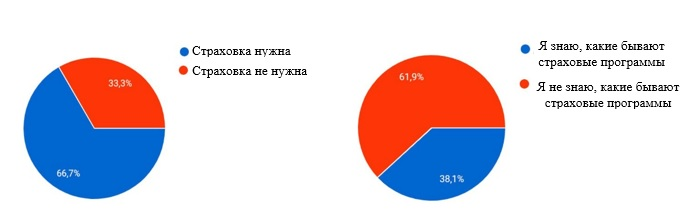 Страховка нужна
Страховка не нужна
33,3%
66,7%
Я знаю, какие бывают
страховые программы
Я не знаю, какие бывают
страховые программы
61,9%
38,1%